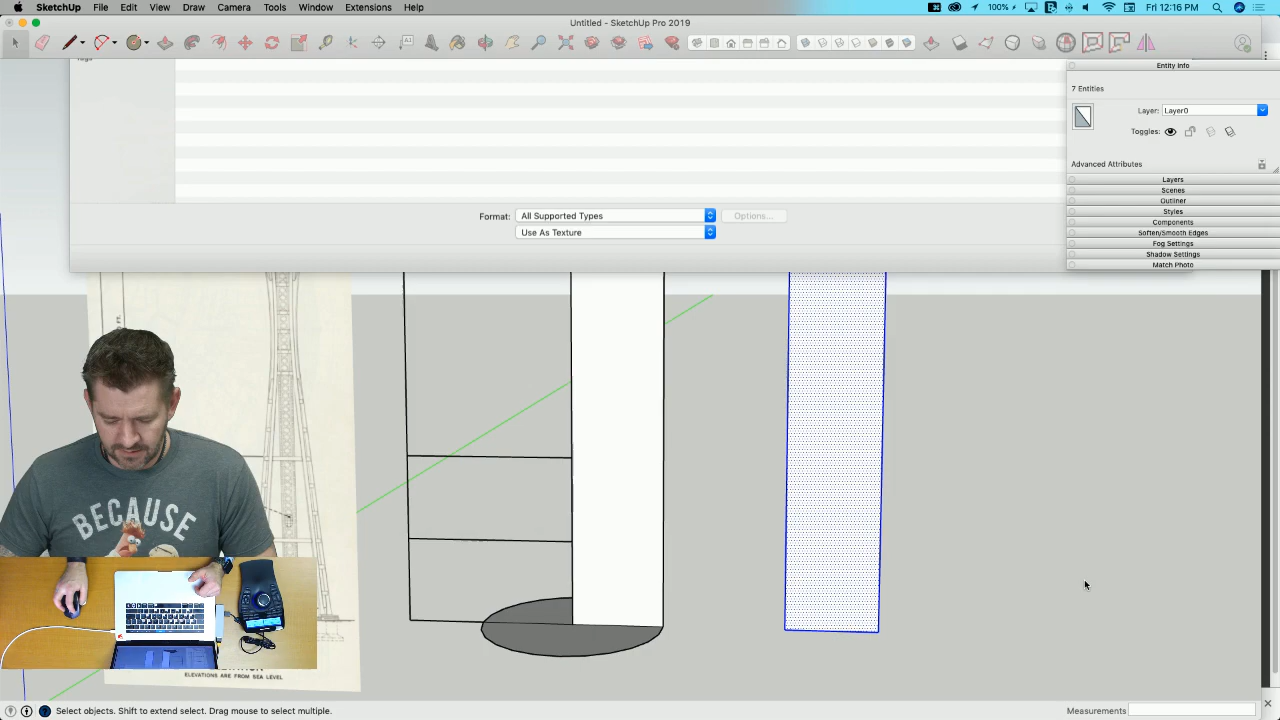 SketchUp File Edit View Draw Camera Tools Window Extensions Help
100% Fri 12:16 PM
Untitled - SketchUp Pro 2019
Tags
Entity Info
7 Entities
Layer: Layer0
Toggles:
Advanced Attributes
Layers
Scenes
Outliner
Styles
Components
Soften/Smooth Edges
Fog Settings
Shadow Settings
Match Photo
Format: All Supported Types Options...
Use As Texture
BECAUSE
ELEVATIONS ARE FROM SEA LEVEL
Select objects. Shift to extend select. Drag mouse to select multiple.
Measurements